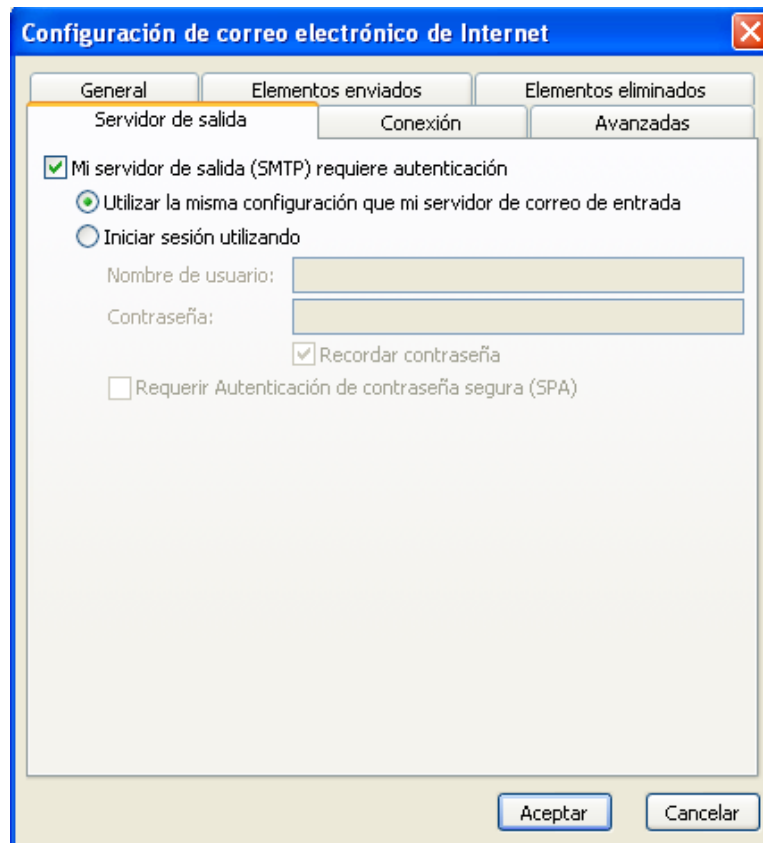 Configuración de correo electrónico de Internet
General Elementos enviados Elementos eliminados
Servidor de salida Conexión Avanzadas
Mi servidor de salida (SMTP) requiere autenticación
Utilizar la misma configuración que mi servidor de correo de entrada
Iniciar sesión utilizando
Nombre de usuario:
Contraseña:
Recordar contraseña
Requerir Autenticación de contraseña segura (SPA)
Aceptar Cancelar